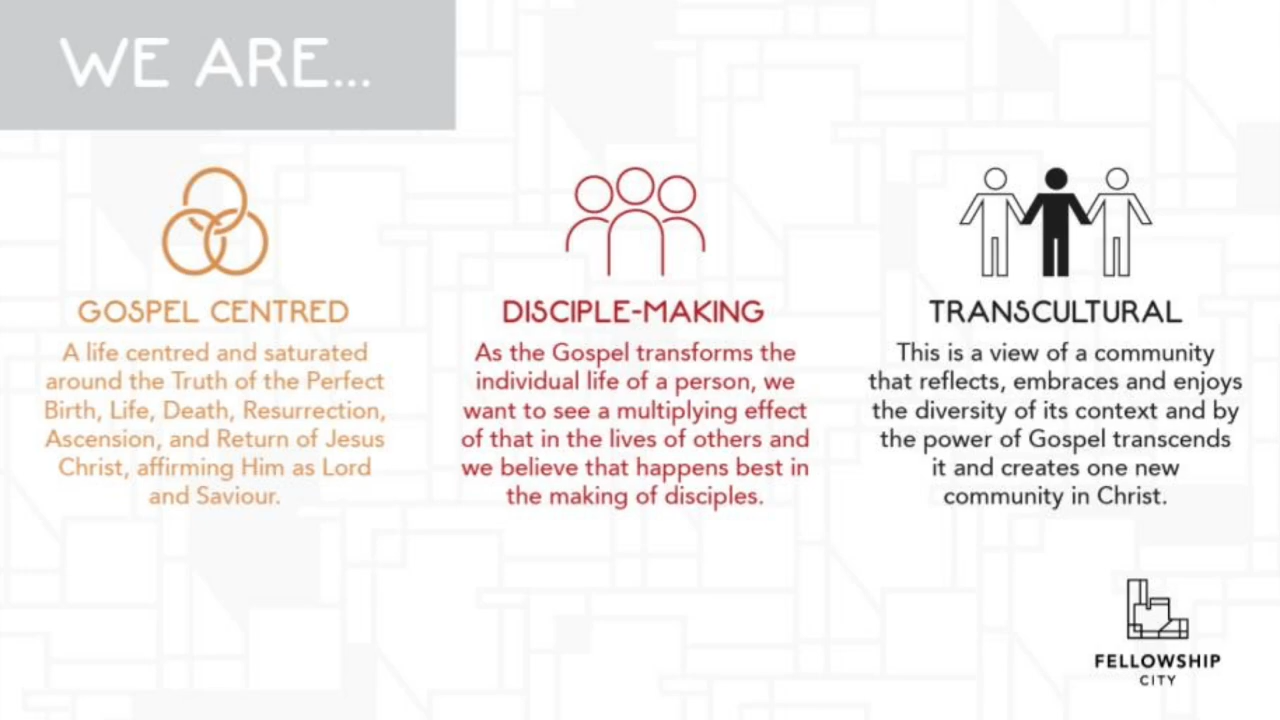 WE ARE...
GOSPEL CENTRED
A life centred and saturated
around the Truth of the Perfect
Birth, Life, Death, Resurrection,
Ascension, and Return of Jesus
Christ, affirming Him as Lord
and Saviour.
DISCIPLE-MAKING
As the Gospel transforms the
individual life of a person, we
want to see a multiplying effect
of that in the lives of others and
we believe that happens best in
the making of disciples.
TRANSCULTURAL
This is a view of a community
that reflects, embraces and enjoys
the diversity of its context and by
the power of Gospel transcends
it and creates one new
community in Christ.
FELLOWSHIP
CITY